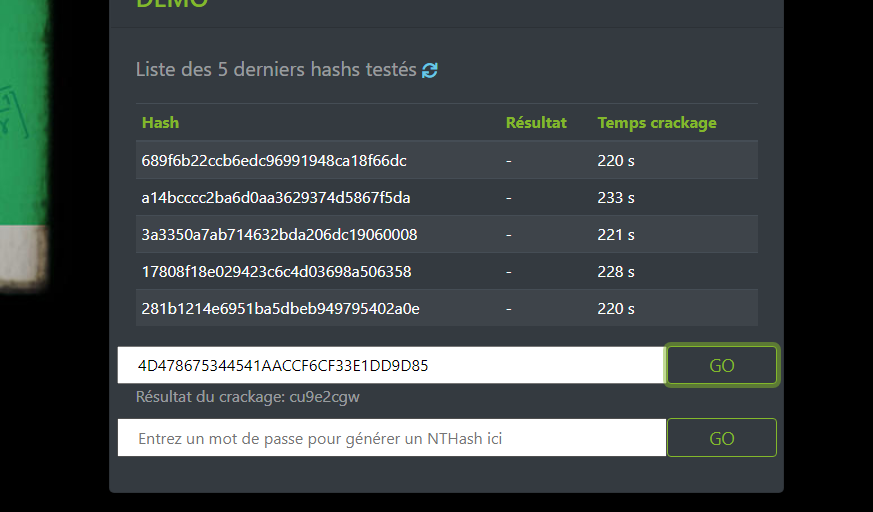 DEMO
Liste des 5 derniers hashs testés
Hash Résultat Temps crackage
689f6b22ccb6edc96991948ca18f66dc - 220 s
a14bcccc2ba6d0aa3629374d5867f5da - 233 s
3a3350a7ab714632bda206dc19060008 - 221 s
17808f18e029423c6c4d03698a506358 - 228 s
281b1214e6951ba5dbeb949795402a0e - 220 s
4D478675344541AACCF6CF33E1DD9D85 GO
Résultat du crackage: cu9e2cgw
Entrez un mot de passe pour générer un NTHash ici GO